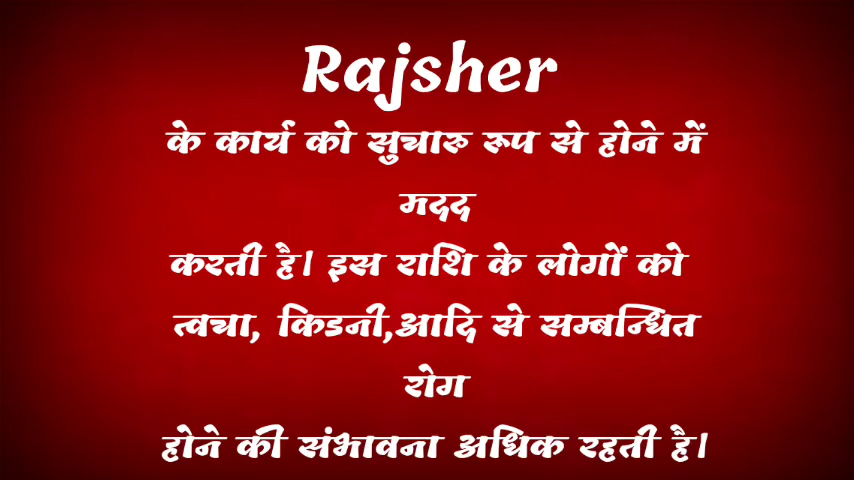 Rajsher
के कार्य को सुचारु रूप से होने में
मदद
करती है। इस राशि के लोगों को
त्वचा, किडनी,आदि से सम्बन्धित
रोग
होने की संभावना अधिक रहती है।